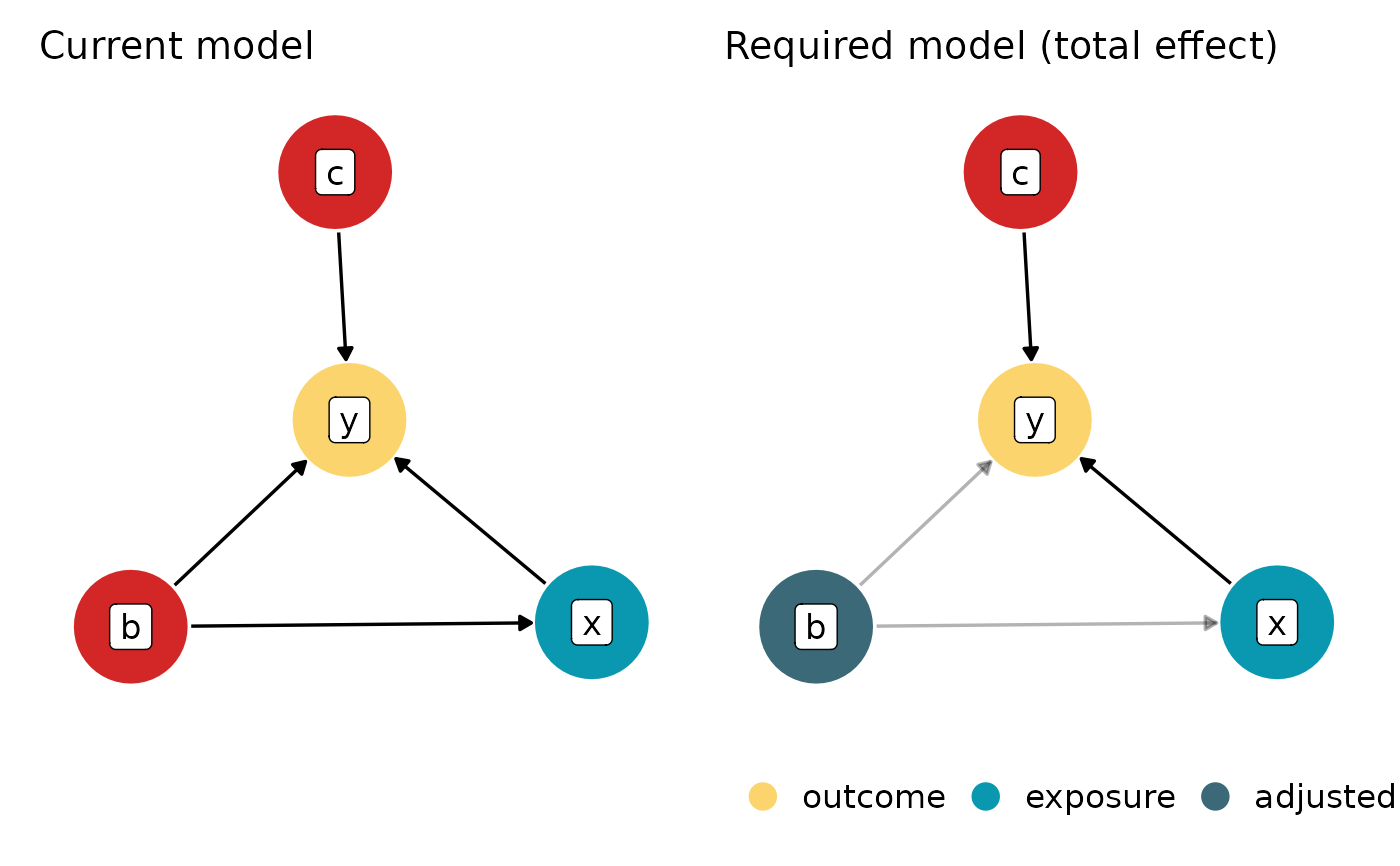 Current model
Required model (total effect)
c
c
y
y
b
x
b
x
outcome
exposure
adjusted